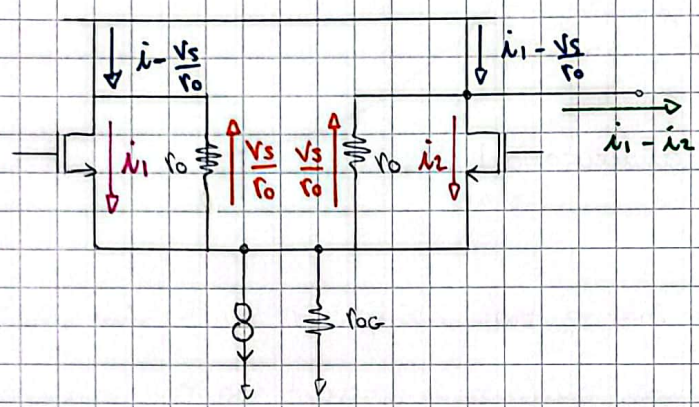 i - vs/ro
i1 - vs/ro
i1 - i2
i1
ro
vs/ro
vs/ro
ro
i2
roG